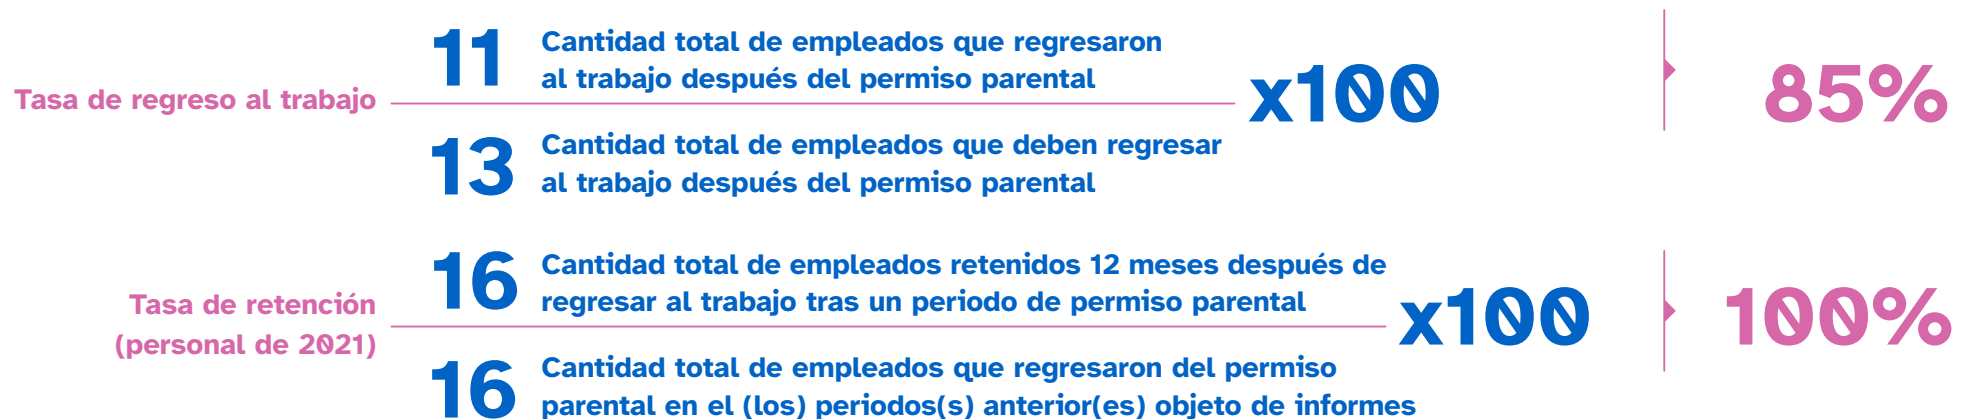 Tasa de regreso al trabajo
11
Cantidad total de empleados que regresaron
al trabajo después del permiso parental
13
Cantidad total de empleados que deben regresar
al trabajo después del permiso parental
x100
85%
Tasa de retención
(personal de 2021)
16
Cantidad total de empleados retenidos 12 meses después de
regresar al trabajo tras un periodo de permiso parental
16
Cantidad total de empleados que regresaron del permiso
parental en el (los) periodos(s) anterior(es) objeto de informes
x100
100%